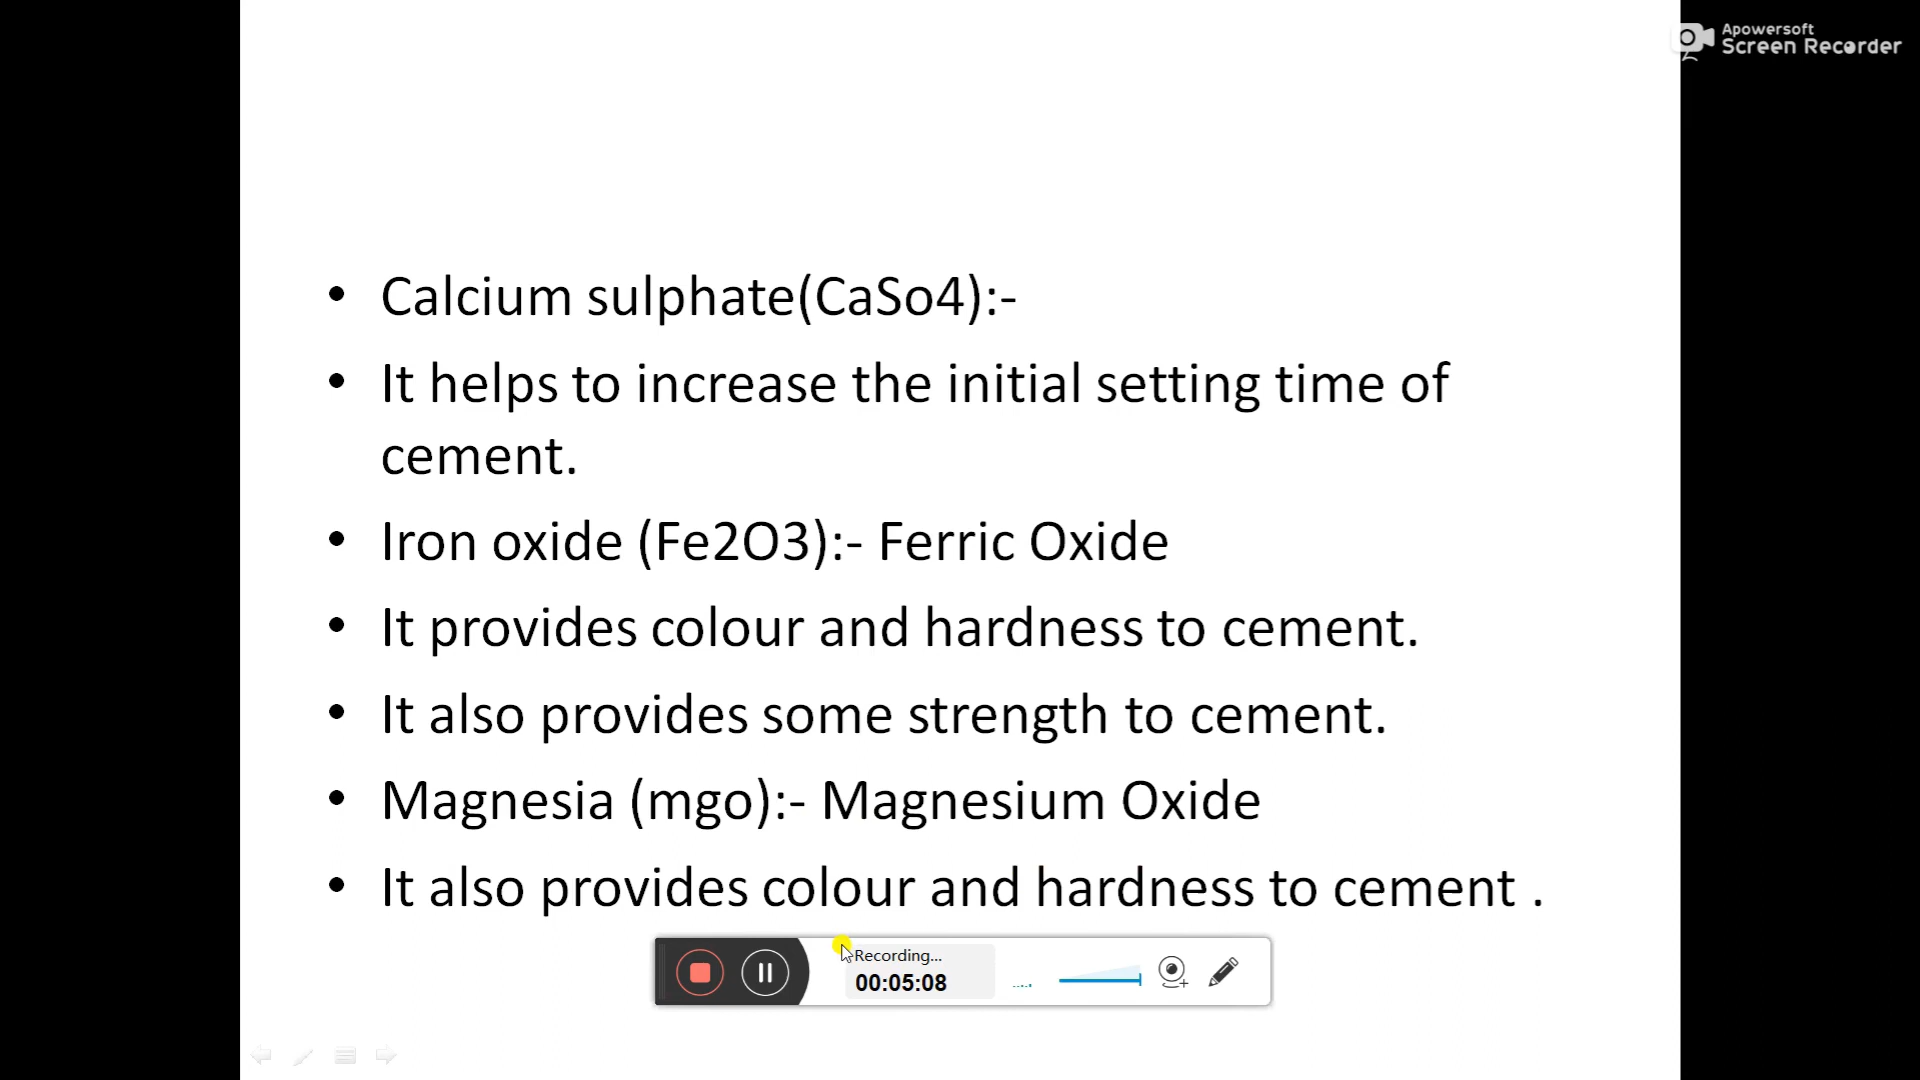 Apowersoft
Screen Recorder
• Calcium sulphate(CaSo4):-
• It helps to increase the initial setting time of
cement.
• Iron oxide (Fe2O3):- Ferric Oxide
• It provides colour and hardness to cement.
• It also provides some strength to cement.
• Magnesia (mgo):- Magnesium Oxide
• It also provides colour and hardness to cement .
Recording...
00:05:08